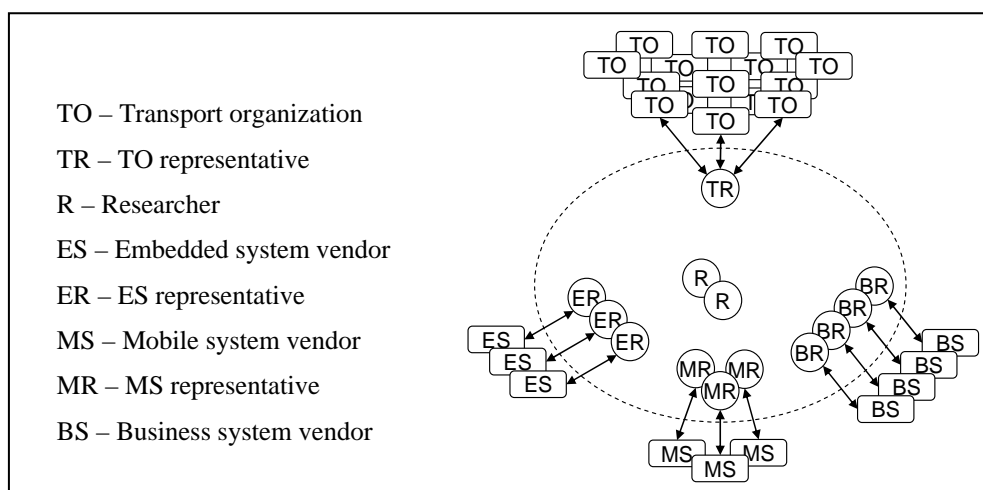 TO – Transport organization
TR – TO representative
R – Researcher
ES – Embedded system vendor
ER – ES representative
MS – Mobile system vendor
MR – MS representative
BS – Business system vendor
TO TO TO
TO TO TO TO
TO TO TO
TO TO TO
TO
TR
R
R
ER
ER
ER
ES
ES
ES
MR MR
MR
MS MS
MS
BR
BR
BR
BR
BS
BS
BS
BS